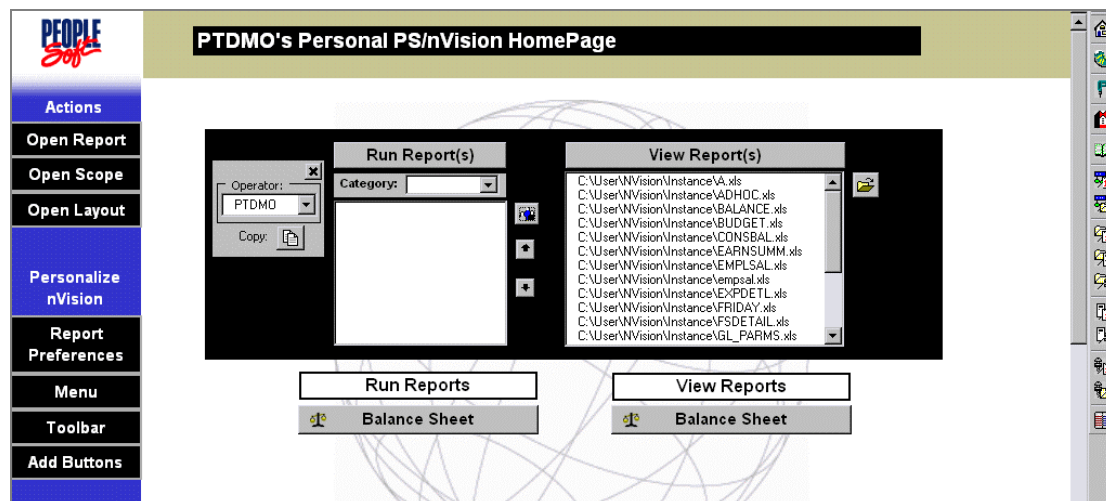 PEOPLE
Soft
PTDMO's Personal PS/nVision HomePage
Actions
Open Report
Open Scope
Open Layout
Personalize
nVision
Report
Preferences
Menu
Toolbar
Add Buttons
Operator:
PTDMO
Copy:
Run Report(s)
Category:
View Report(s)
C:\User\NVision\Instance\A.xls
C:\User\NVision\Instance\ADHOC.xls
C:\User\NVision\Instance\BALANCE.xls
C:\User\NVision\Instance\BUDGET.xls
C:\User\NVision\Instance\CONSBAL.xls
C:\User\NVision\Instance\EARNSUMM.xls
C:\User\NVision\Instance\EMPLSAL.xls
C:\User\NVision\Instance\empsal.xls
C:\User\NVision\Instance\EXPDETL.xls
C:\User\NVision\Instance\FRIDAY.xls
C:\User\NVision\Instance\FSDETAIL.xls
C:\User\NVision\Instance\GL_PARMS.xls
Run Reports
Balance Sheet
View Reports
Balance Sheet